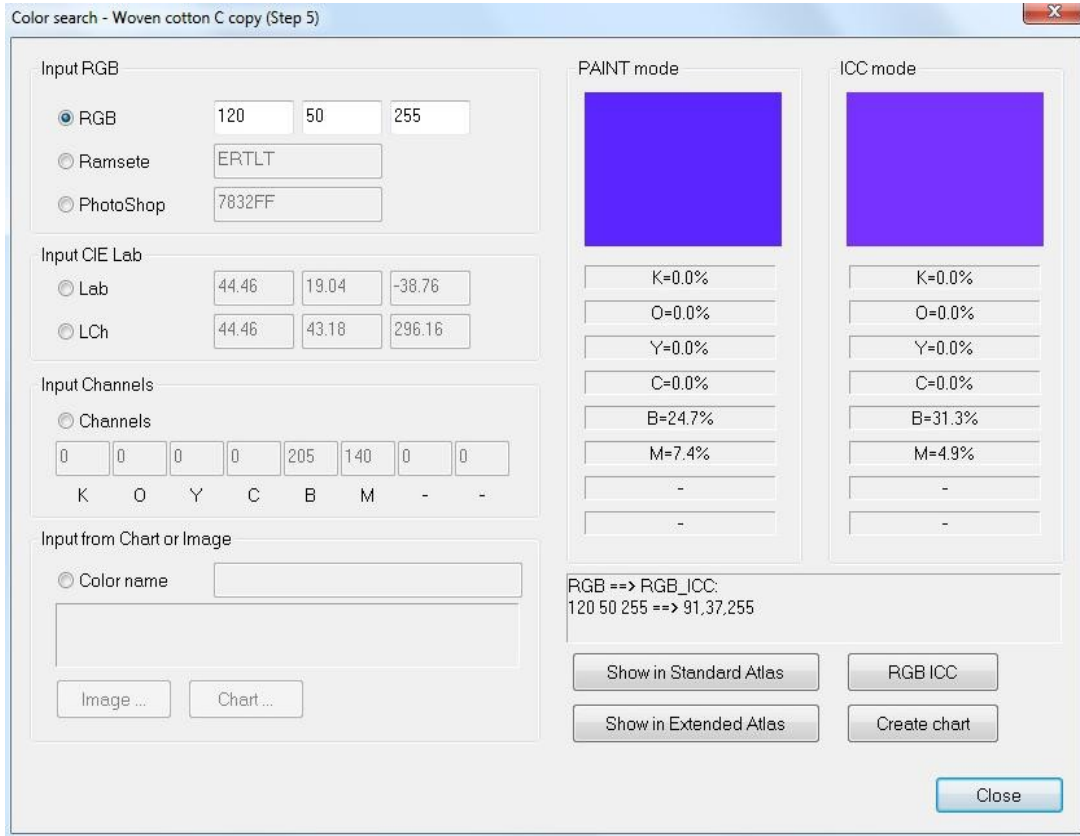 Color search - Woven cotton C copy (Step 5)
Input RGB
RGB 120 50 255
Ramsete ERTLT
PhotoShop 7832FF
Input CIE Lab
Lab 44.46 19.04 -38.76
LCh 44.46 43.18 296.16
Input Channels
Channels
0 0 0 0 205 140 0 0
K O Y C B M - -
Input from Chart or Image
Color name
Image ... Chart ...
PAINT mode
K=0.0%
O=0.0%
Y=0.0%
C=0.0%
B=24.7%
M=7.4%
-
-
ICC mode
K=0.0%
O=0.0%
Y=0.0%
C=0.0%
B=31.3%
M=4.9%
-
-
RGB ==> RGB_ICC:
120 50 255 ==> 91,37,255
Show in Standard Atlas RGB ICC
Show in Extended Atlas Create chart
Close